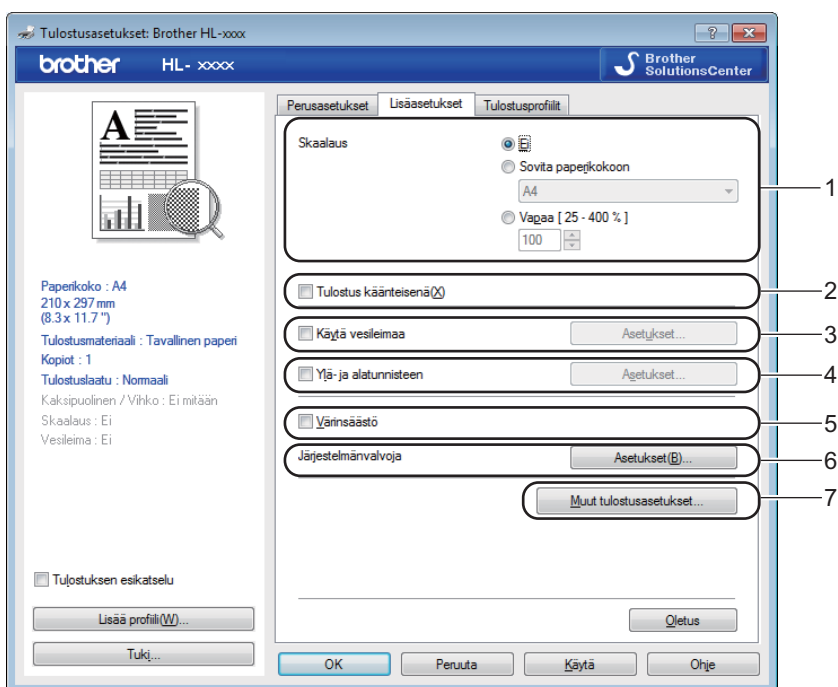 Tulostusasetukset: Brother HL-xxxx
brother HL- xxxx
Brother
SolutionsCenter
Perusasetukset Lisäasetukset Tulostusprofiilit
A
Skaalaus
Ei
Sovita paperikokoon
A4
Vapaa [ 25 - 400 % ]
100
1
Paperikoko : A4
210 x 297 mm
(8.3 x 11.7 ")
Tulostusmateriaali : Tavallinen paperi
Kopiot : 1
Tulostuslaatu : Normaali
Kaksipuolinen / Vihko : Ei mitään
Skaalaus : Ei
Vesileima : Ei
Tulostus käänteisenä(X)
2
Käytä vesileimaa Asetukset...
3
Ylä- ja alatunnisteen Asetukset...
4
Värinsäästö
5
Järjestelmänvalvoja Asetukset(B)...
6
Muut tulostusasetukset...
7
Tulostuksen esikatselu
Lisää profiili(W)...
Tuki...
Oletus
OK Peruuta Käytä Ohje